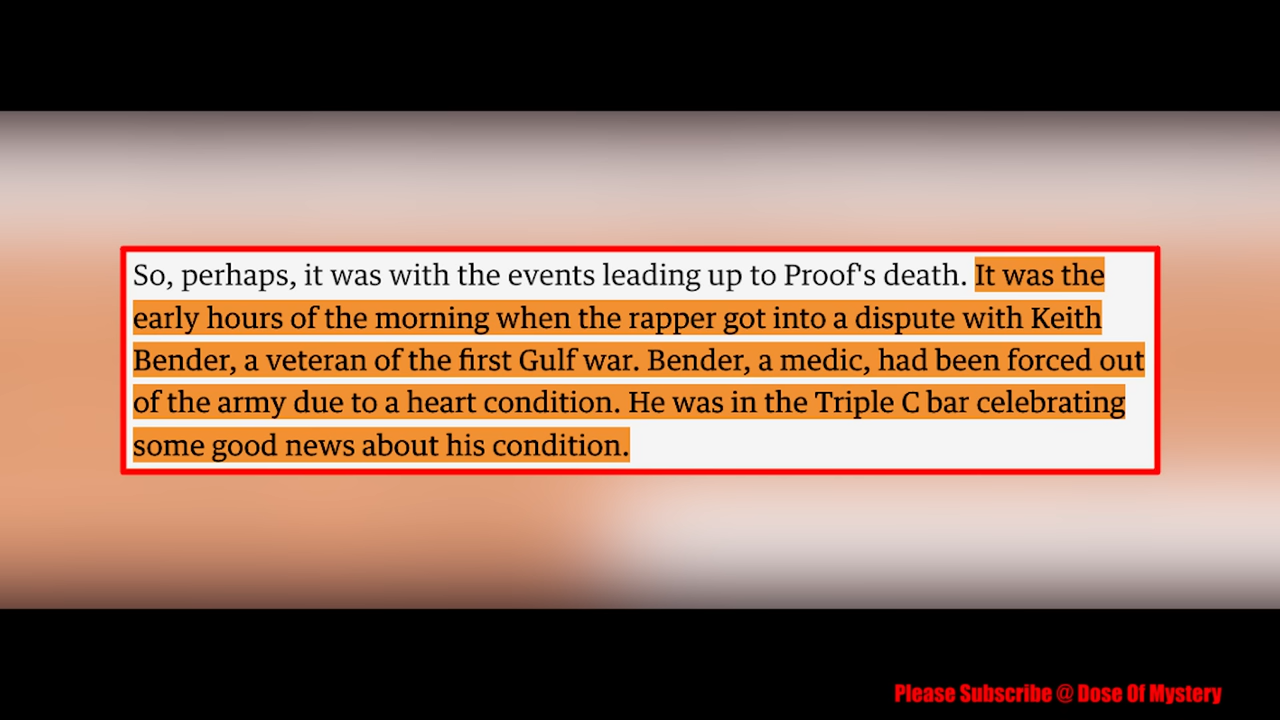 So, perhaps, it was with the events leading up to Proof's death. It was the
early hours of the morning when the rapper got into a dispute with Keith
Bender, a veteran of the first Gulf war. Bender, a medic, had been forced out
of the army due to a heart condition. He was in the Triple C bar celebrating
some good news about his condition.
Please Subscribe @ Dose Of Mystery